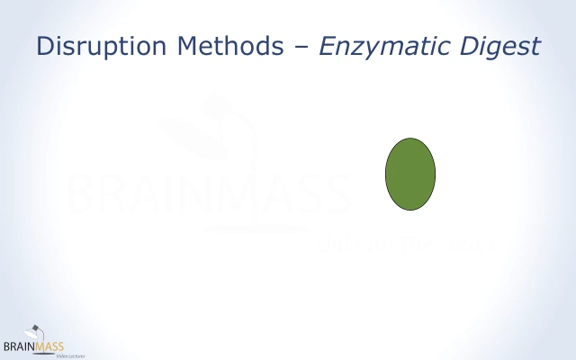 Disruption Methods – Enzymatic Digest
BRAINMASS
BRAINMASS
Video Lectures